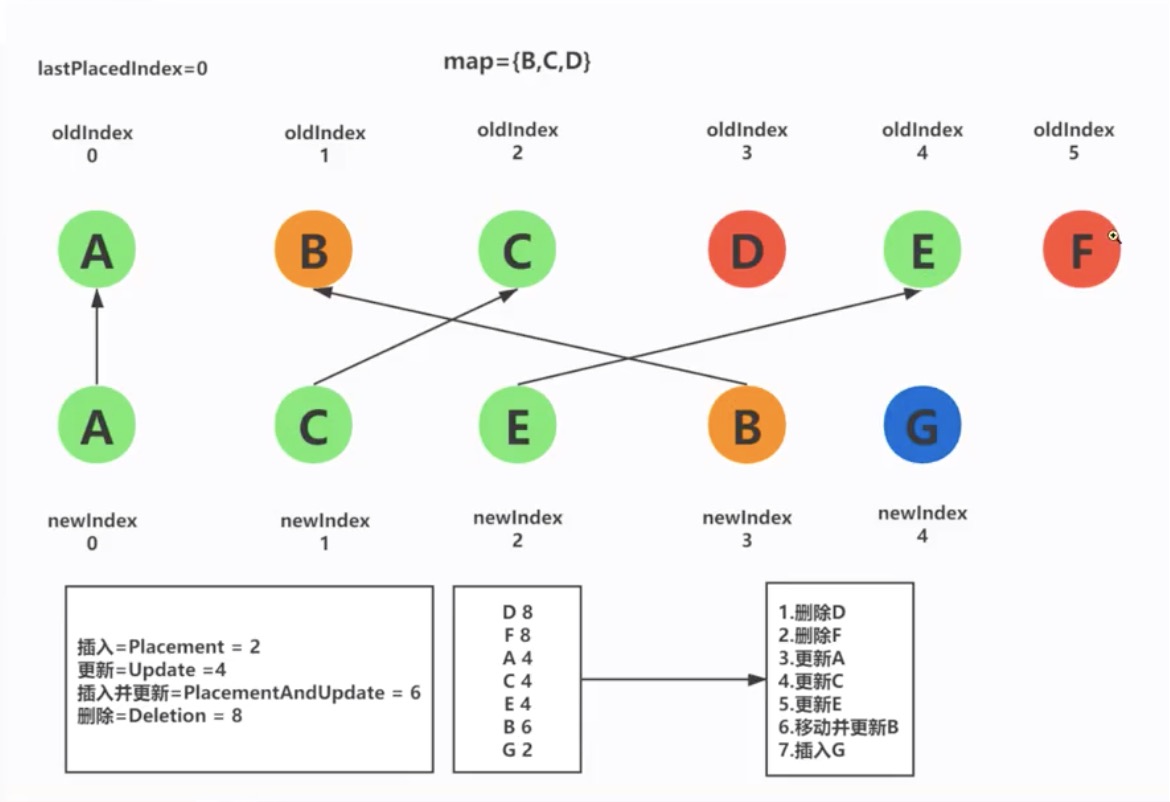 lastPlacedIndex=0
map={B,C,D}
oldIndex
0
oldIndex
1
oldIndex
2
oldIndex
3
oldIndex
4
oldIndex
5
A
B
C
D
E
F
A
C
E
B
G
newIndex
0
newIndex
1
newIndex
2
newIndex
3
newIndex
4
插入=Placement = 2
更新=Update =4
插入并更新=PlacementAndUpdate = 6
删除=Deletion = 8
D 8
F 8
A 4
C 4
E 4
B 6
G 2
1.删除D
2.删除F
3.更新A
4.更新C
5.更新E
6.移动并更新B
7.插入G